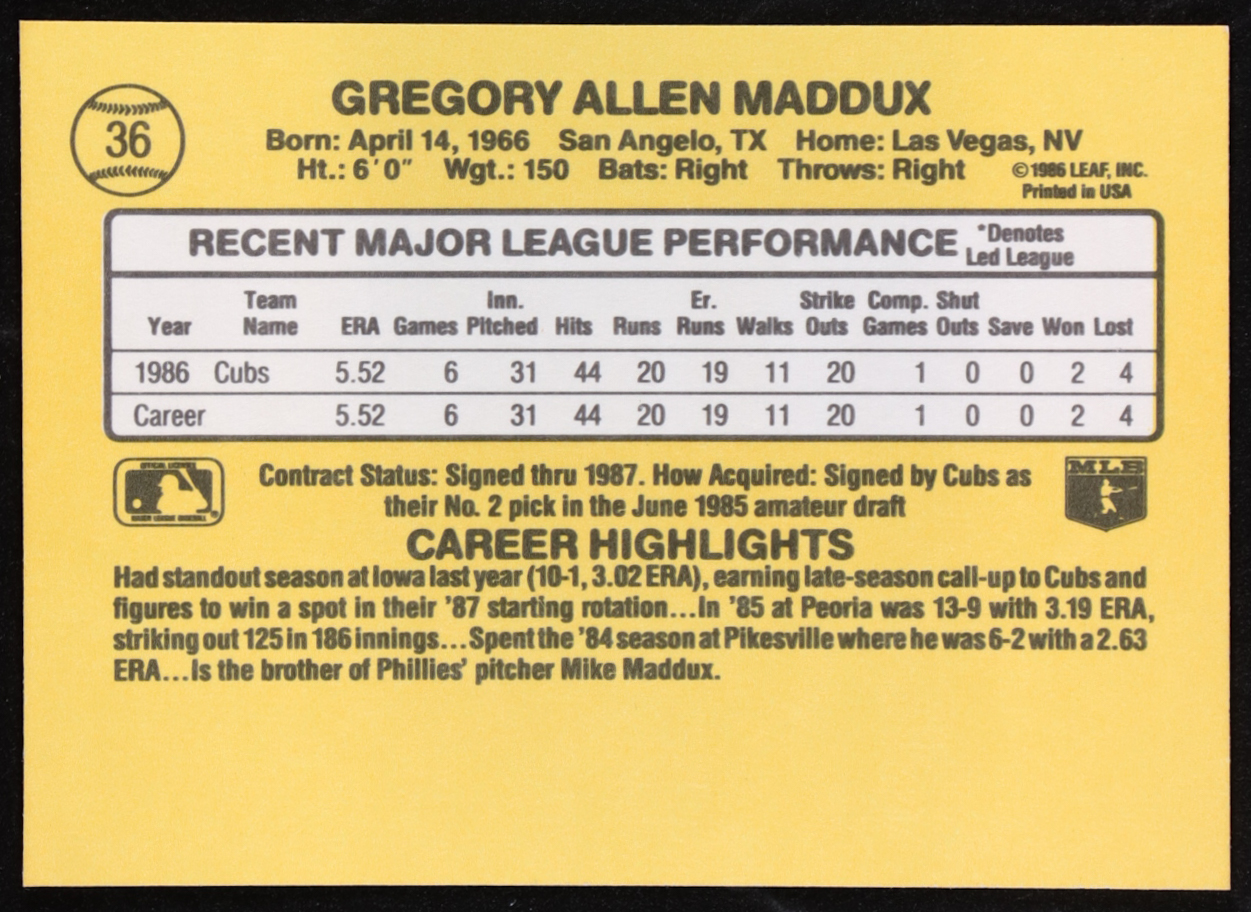 36
GREGORY ALLEN MADDUX
Born: April 14, 1966 San Angelo, TX Home: Las Vegas, NV
Ht.: 6'0" Wgt.: 150 Bats: Right Throws: Right
©1986 LEAF, INC.
Printed in USA
RECENT MAJOR LEAGUE PERFORMANCE
*Denotes
Led League
Team Inn. Er. Strike Comp. Shut
Year Name ERA Games Pitched Hits Runs Runs Walks Outs Games Outs Save Won Lost
1986 Cubs 5.52 6 31 44 20 19 11 20 1 0 0 2 4
Career 5.52 6 31 44 20 19 11 20 1 0 0 2 4
Contract Status: Signed thru 1987. How Acquired: Signed by Cubs as
their No. 2 pick in the June 1985 amateur draft
MLB
CAREER HIGHLIGHTS
Had standout season at Iowa last year (10-1, 3.02 ERA), earning late-season call-up to Cubs and
figures to win a spot in their '87 starting rotation...In '85 at Peoria was 13-9 with 3.19 ERA,
striking out 125 in 186 innings...Spent the '84 season at Pikesville where he was 6-2 with a 2.63
ERA...Is the brother of Phillies' pitcher Mike Maddux.